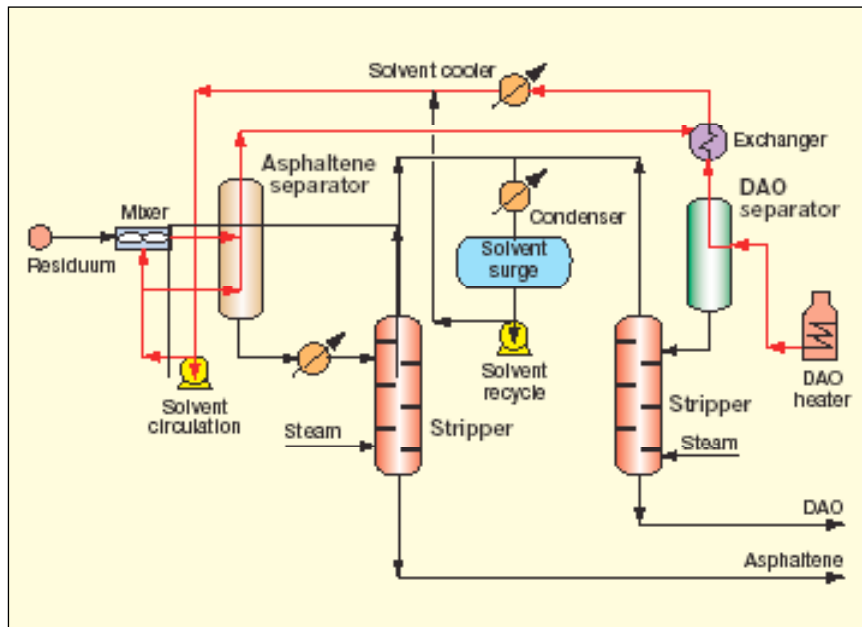 Solvent cooler
Exchanger
Asphaltene
separator
DAO
separator
Mixer
Condenser
Residuum
Solvent
surge
Solvent
circulation
Solvent
recycle
DAO
heater
Steam
Stripper
Stripper
Steam
DAO
Asphaltene